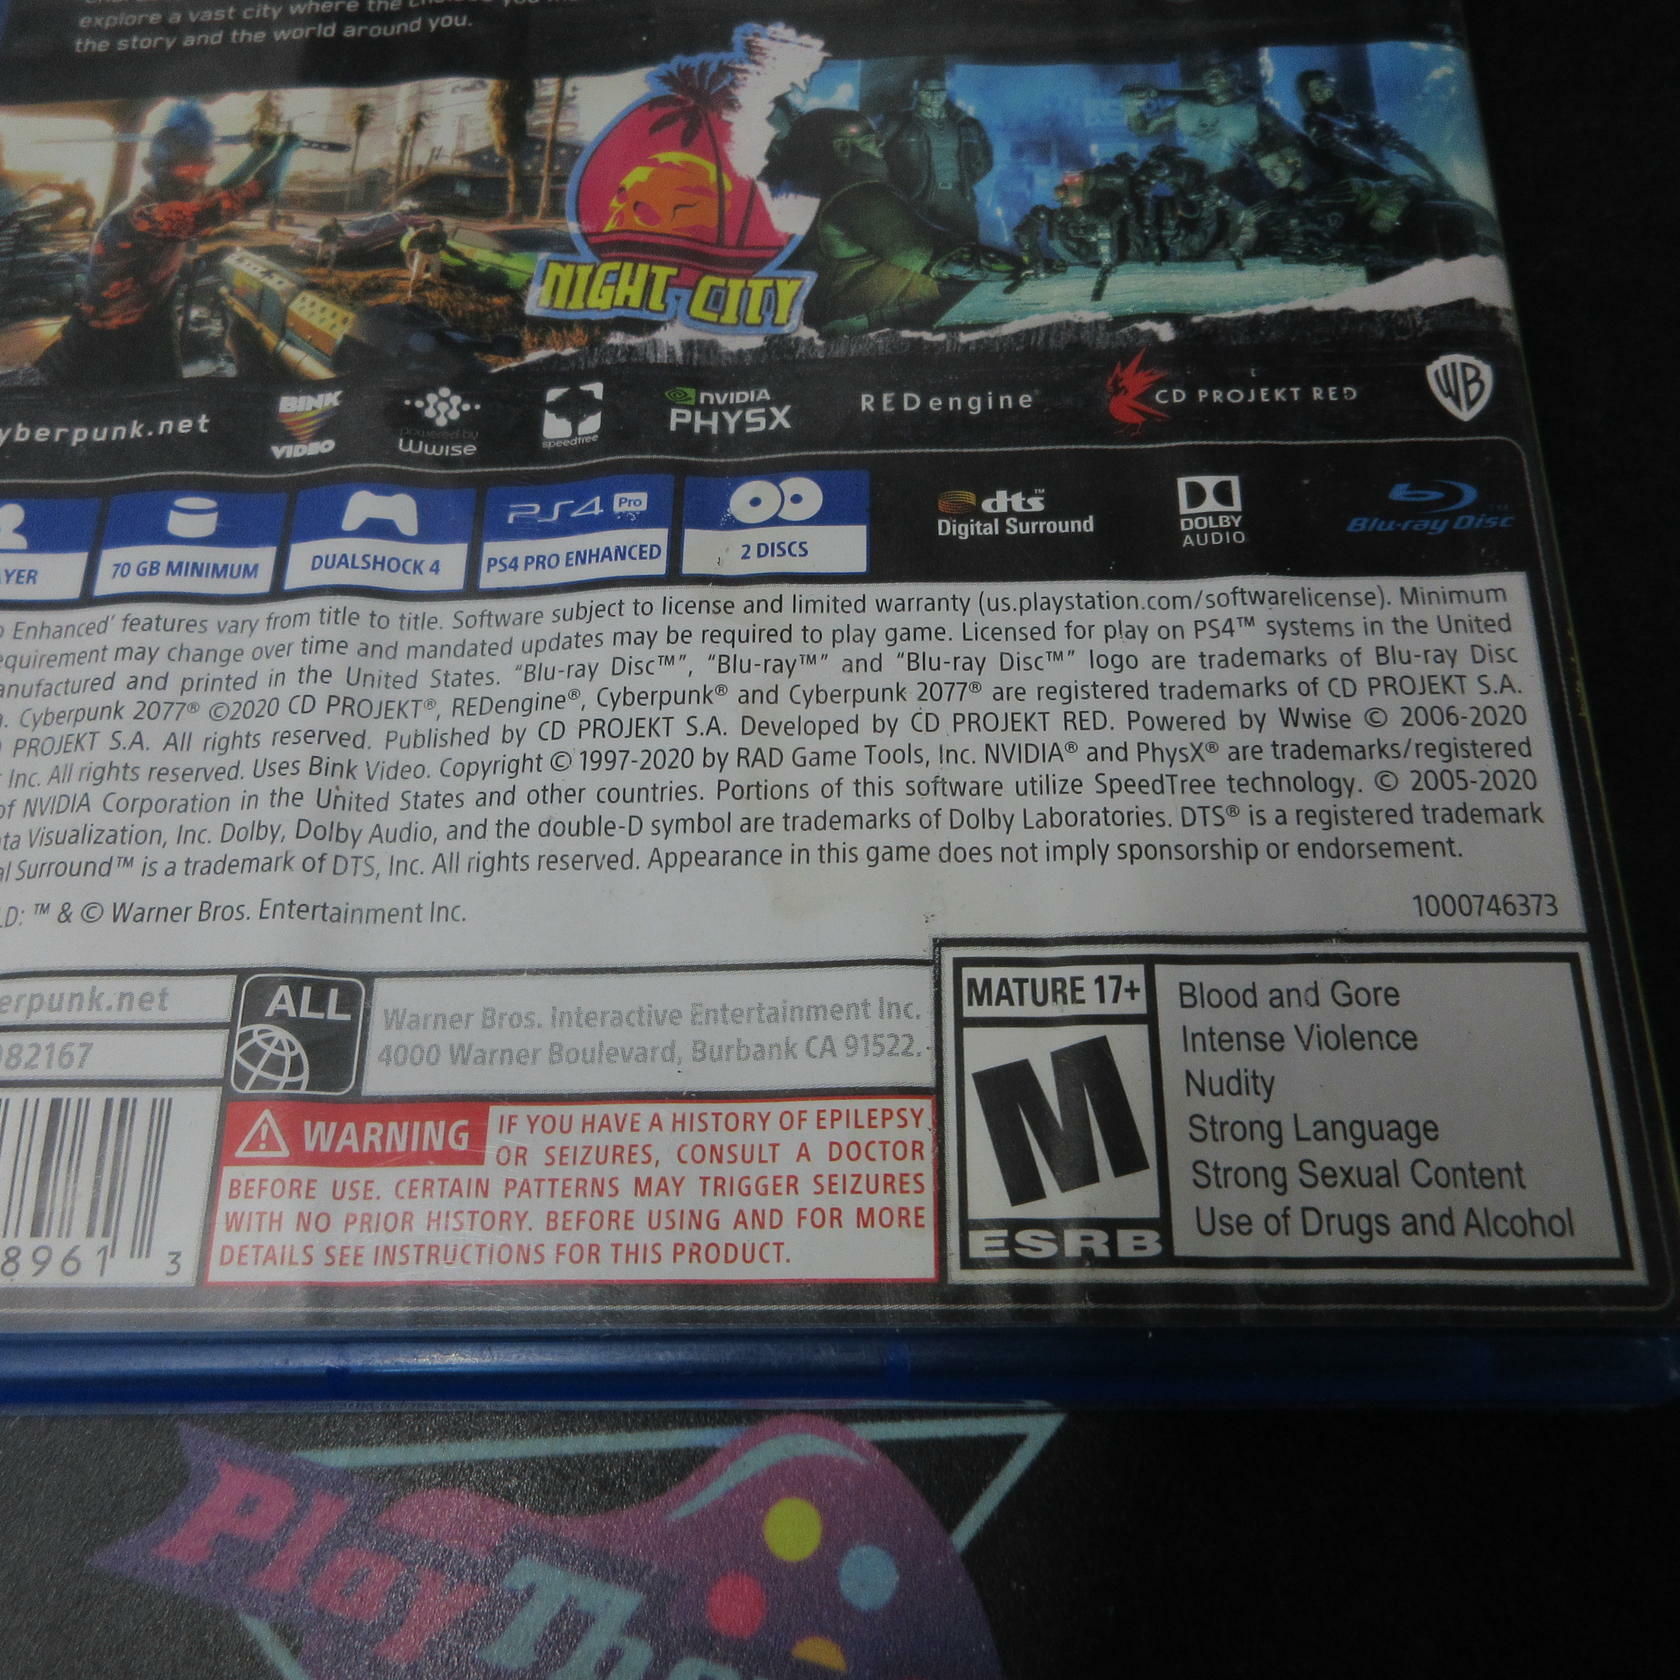 explore a vast city where the
the story and the world around you.
NIGHT CITY
yberpunk.net
BINK VIDEO
powered by Wwise
speedtree
NVIDIA PHYSX
REDengine
CD PROJEKT RED
WB
YER
70 GB MINIMUM
DUALSHOCK 4
PS4 Pro
PS4 PRO ENHANCED
2 DISCS
dts™ Digital Surround
DOLBY AUDIO
Blu-ray Disc
o Enhanced' features vary from title to title. Software subject to license and limited warranty (us.playstation.com/softwarelicense). Minimum
equirement may change over time and mandated updates may be required to play game. Licensed for play on PS4™ systems in the United
anufactured and printed in the United States. “Blu-ray Disc™”, “Blu-ray™” and “Blu-ray Disc™” logo are trademarks of Blu-ray Disc
. Cyberpunk 2077® ©2020 CD PROJEKT®, REDengine®, Cyberpunk® and Cyberpunk 2077® are registered trademarks of CD PROJEKT S.A.
PROJEKT S.A. All rights reserved. Published by CD PROJEKT S.A. Developed by CD PROJEKT RED. Powered by Wwise © 2006-2020
Inc. All rights reserved. Uses Bink Video. Copyright © 1997-2020 by RAD Game Tools, Inc. NVIDIA® and PhysX® are trademarks/registered
of NVIDIA Corporation in the United States and other countries. Portions of this software utilize SpeedTree technology. © 2005-2020
ta Visualization, Inc. Dolby, Dolby Audio, and the double-D symbol are trademarks of Dolby Laboratories. DTS® is a registered trademark
al Surround™ is a trademark of DTS, Inc. All rights reserved. Appearance in this game does not imply sponsorship or endorsement.
LD: ™ & © Warner Bros. Entertainment Inc.
1000746373
erpunk.net
82167
ALL
Warner Bros. Interactive Entertainment Inc.
4000 Warner Boulevard, Burbank CA 91522.
8961 3
WARNING IF YOU HAVE A HISTORY OF EPILEPSY
OR SEIZURES, CONSULT A DOCTOR
BEFORE USE. CERTAIN PATTERNS MAY TRIGGER SEIZURES
WITH NO PRIOR HISTORY. BEFORE USING AND FOR MORE
DETAILS SEE INSTRUCTIONS FOR THIS PRODUCT.
MATURE 17+
M
ESRB
Blood and Gore
Intense Violence
Nudity
Strong Language
Strong Sexual Content
Use of Drugs and Alcohol
Play The